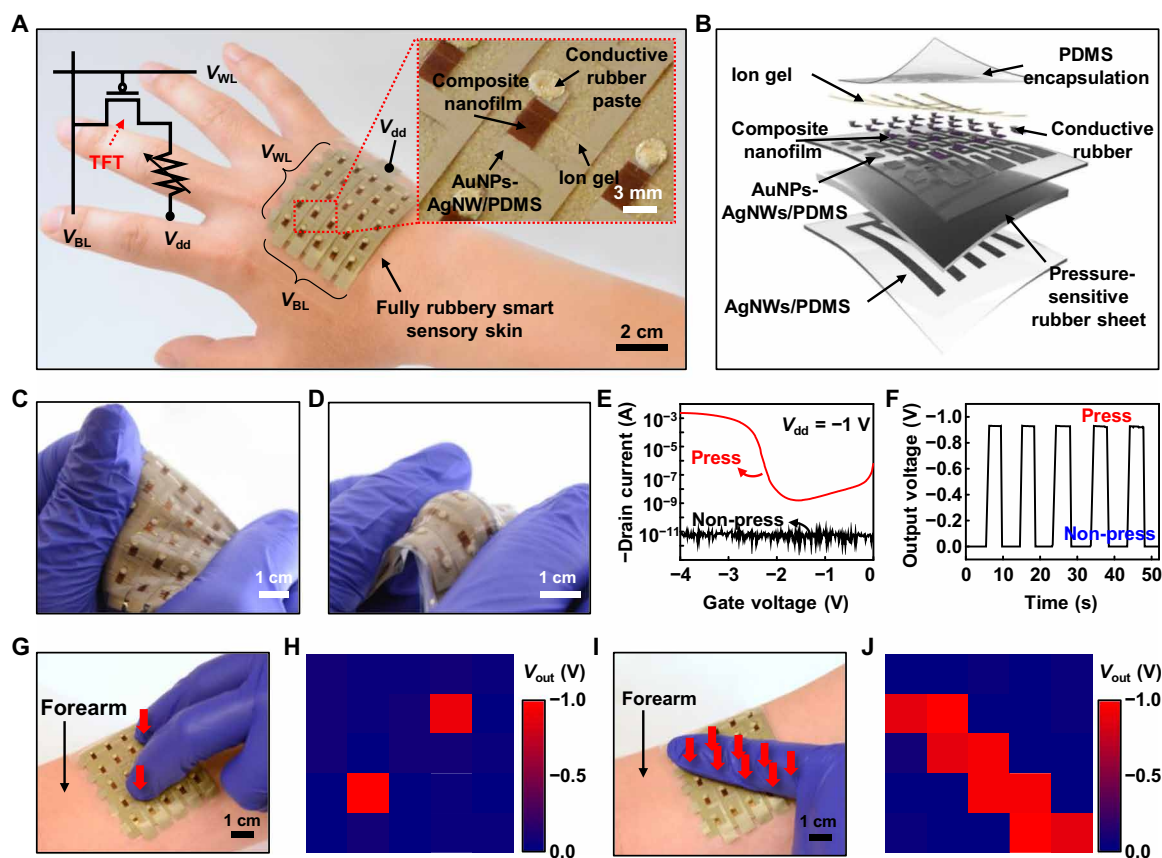 A
V_WL
TFT
V_BL
V_dd
V_WL
V_dd
V_BL
Composite
nanofilm
Conductive
rubber
paste
AuNPs-
AgNW/PDMS
Ion gel
3 mm
Fully rubbery smart
sensory skin
2 cm
B
PDMS
encapsulation
Ion gel
Composite
nanofilm
Conductive
rubber
AuNPs-
AgNWs/PDMS
AgNWs/PDMS
Pressure-
sensitive
rubber sheet
C
1 cm
D
1 cm
E
−Drain current (A)
10⁻³
10⁻⁵
10⁻⁷
10⁻⁹
10⁻¹¹
V_dd = −1 V
Press
Non-press
−4 −3 −2 −1 0
Gate voltage (V)
F
Output voltage (V)
−1.0
−0.8
−0.6
−0.4
−0.2
0.0
Press
Non-press
0 10 20 30 40 50
Time (s)
G
Forearm
1 cm
H
V_out (V)
−1.0
−0.5
0.0
I
Forearm
1 cm
J
V_out (V)
−1.0
−0.5
0.0